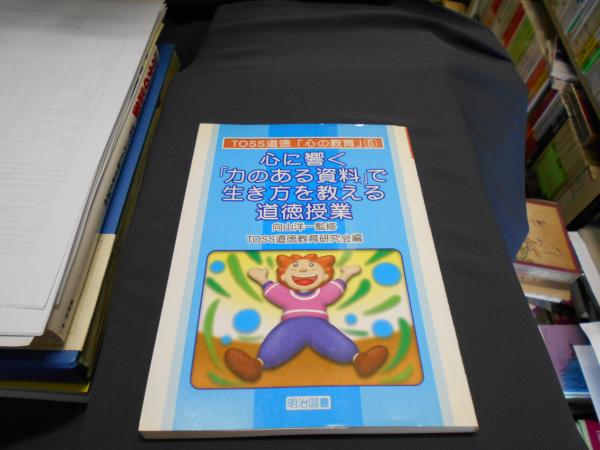 TOSS道徳「心の教育」5
心に響く
「力のある資料」で
生き方を教える
道徳授業
向山洋一監修
TOSS道徳教育研究会編
明治図書